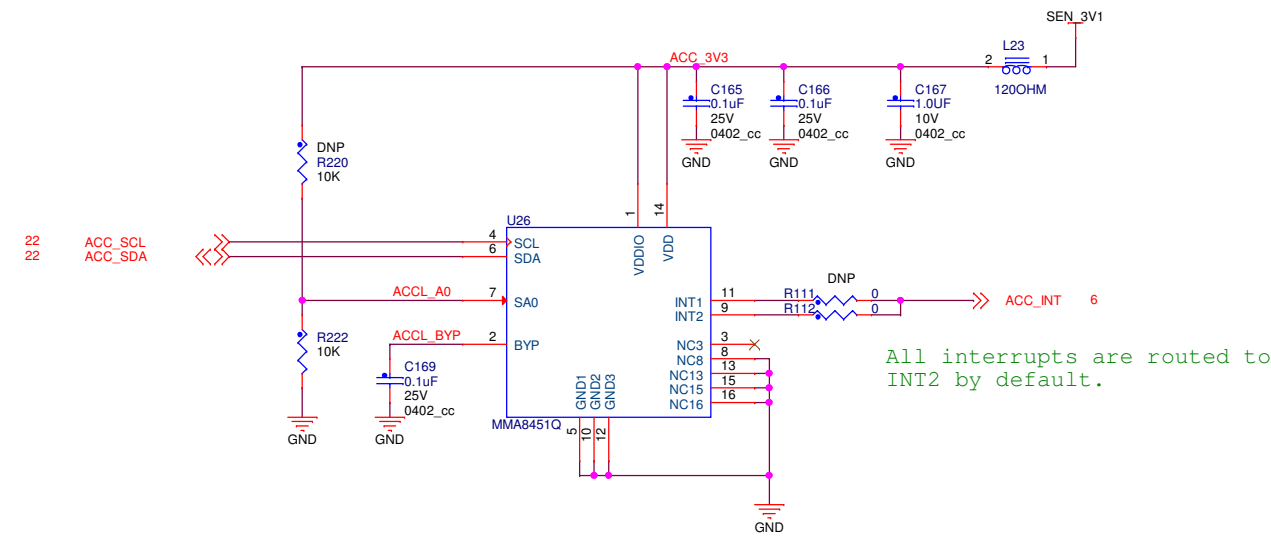 SEN_3V1
ACC_3V3
L23
2 1
120OHM
C165
0.1uF
25V
0402_cc
GND
C166
0.1uF
25V
0402_cc
GND
C167
1.0UF
10V
0402_cc
GND
DNP
R220
10K
1
14
U26
22 ACC_SCL
4
SCL
22 ACC_SDA
6
SDA
VDDIO
VDD
ACCL_A0
7
SA0
ACCL_BYP
2
BYP
R222
10K
GND
C169
0.1uF
25V
0402_cc
GND
DNP
INT1
11
R111
0
INT2
9
R112
0
ACC_INT 6
NC3
3
NC8
8
NC13
13
NC15
15
NC16
16
GND1
GND2
GND3
MMA8451Q
5
10
12
GND
All interrupts are routed to
INT2 by default.